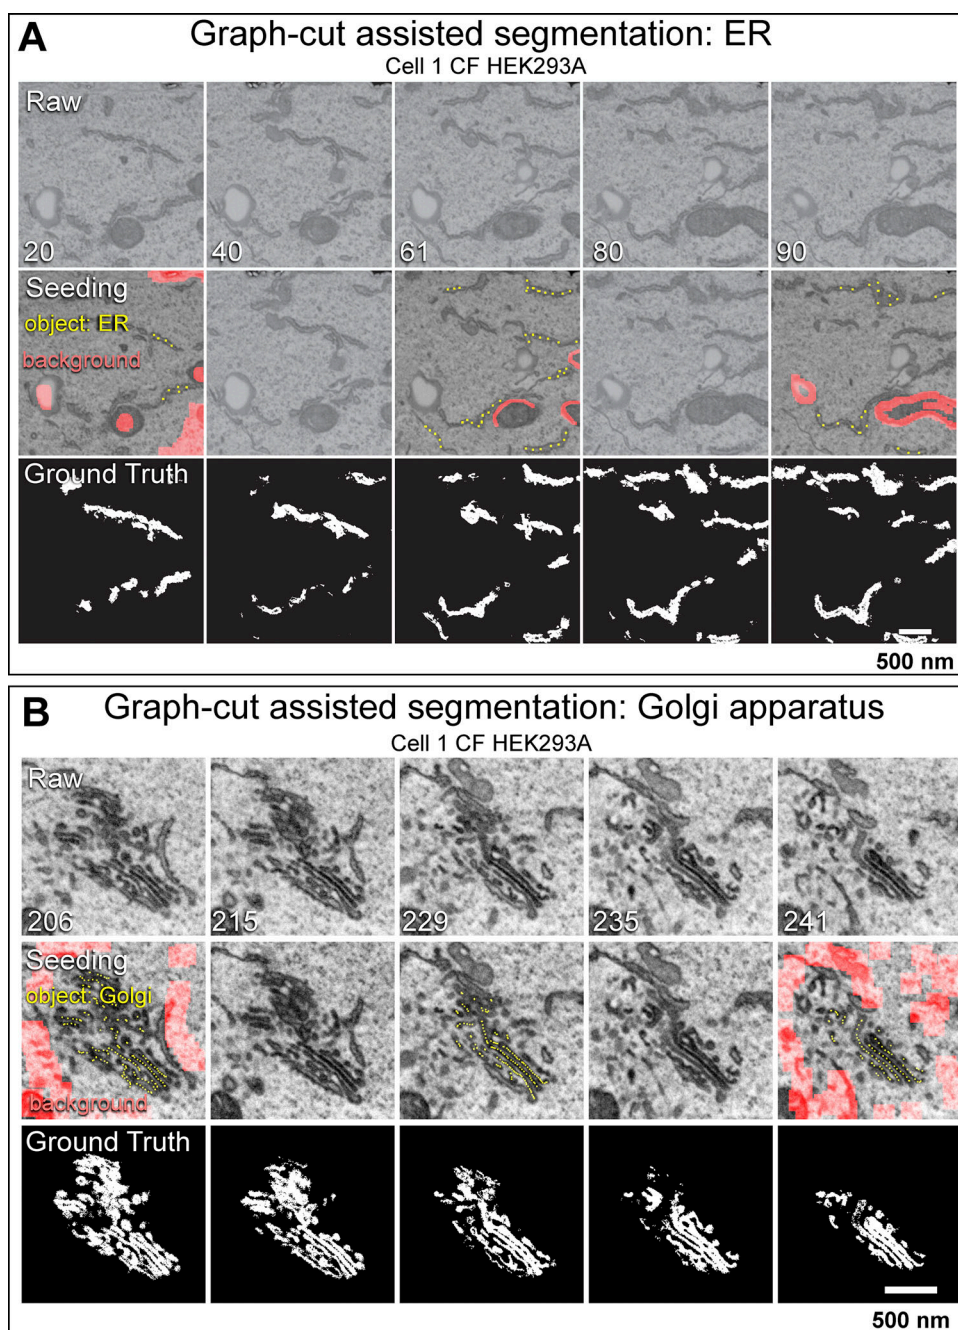 A
Graph-cut assisted segmentation: ER
Cell 1 CF HEK293A
Raw
20
40
61
80
90
Seeding
object: ER
background
Ground Truth
500 nm
B
Graph-cut assisted segmentation: Golgi apparatus
Cell 1 CF HEK293A
Raw
206
215
229
235
241
Seeding
object: Golgi
background
Ground Truth
500 nm